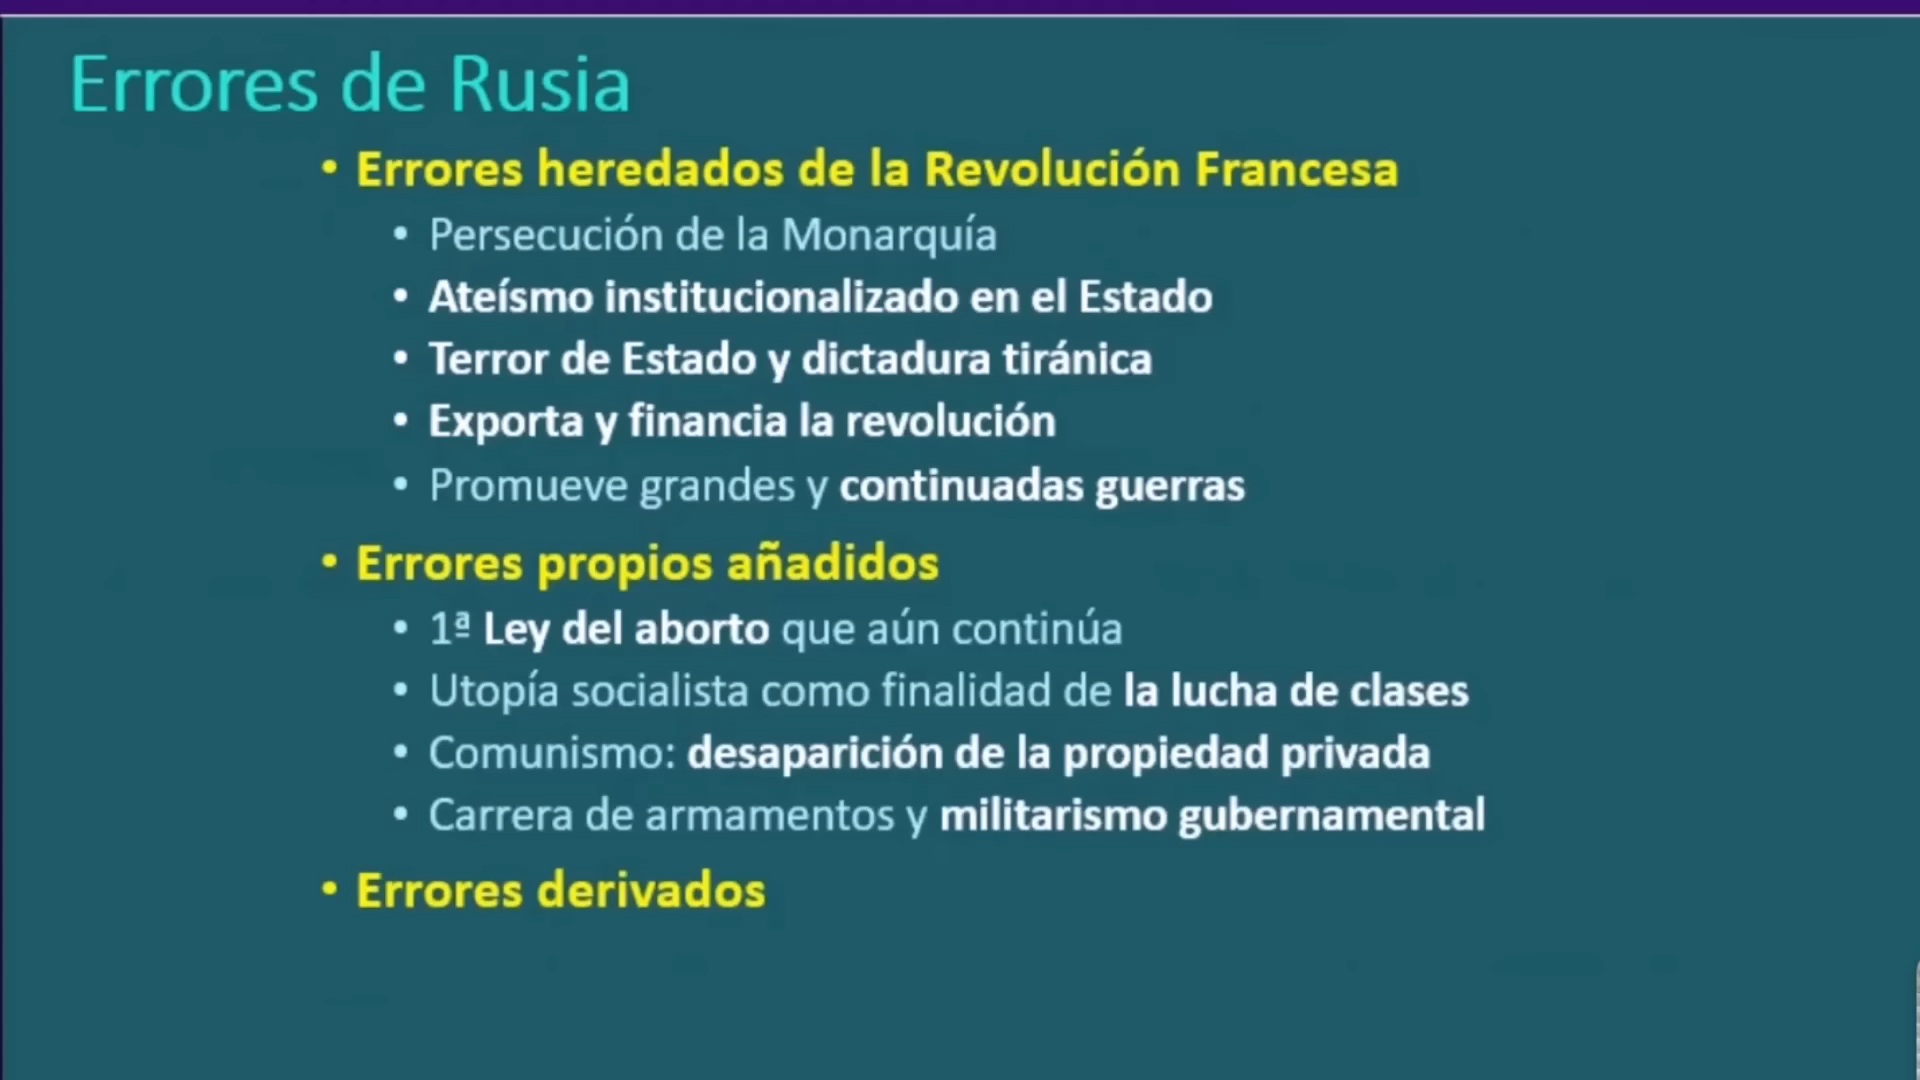 Errores de Rusia
• Errores heredados de la Revolución Francesa
• Persecución de la Monarquía
• Ateísmo institucionalizado en el Estado
• Terror de Estado y dictadura tiránica
• Exporta y financia la revolución
• Promueve grandes y continuadas guerras
• Errores propios añadidos
• 1ª Ley del aborto que aún continúa
• Utopía socialista como finalidad de la lucha de clases
• Comunismo: desaparición de la propiedad privada
• Carrera de armamentos y militarismo gubernamental
• Errores derivados